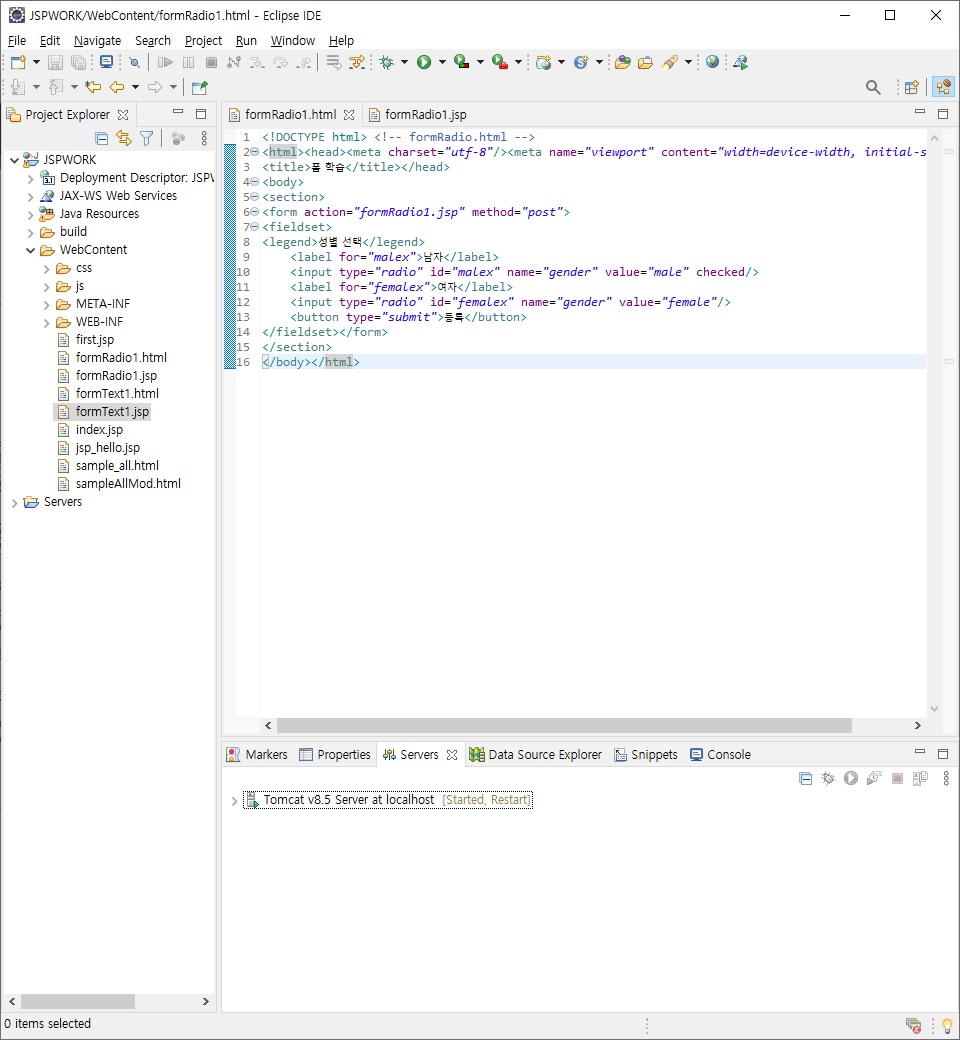 JSPWORK/WebContent/formRadio1.html - Eclipse IDE
File Edit Navigate Search Project Run Window Help
Project Explorer
formRadio1.html formRadio1.jsp
JSPWORK
Deployment Descriptor: JSPW
JAX-WS Web Services
Java Resources
build
WebContent
css
js
META-INF
WEB-INF
first.jsp
formRadio1.html
formRadio1.jsp
formText1.html
formText1.jsp
index.jsp
jsp_hello.jsp
sample_all.html
sampleAllMod.html
Servers
1 <!DOCTYPE html> <!-- formRadio.html -->
2 <html><head><meta charset="utf-8"/><meta name="viewport" content="width=device-width, initial-s
3 <title>폼 학습</title></head>
4 <body>
5 <section>
6 <form action="formRadio1.jsp" method="post">
7 <fieldset>
8 <legend>성별 선택</legend>
9 <label for="malex">남자</label>
10 <input type="radio" id="malex" name="gender" value="male" checked/>
11 <label for="femalex">여자</label>
12 <input type="radio" id="femalex" name="gender" value="female"/>
13 <button type="submit">등록</button>
14 </fieldset></form>
15 </section>
16 </body></html>
Markers Properties Servers Data Source Explorer Snippets Console
Tomcat v8.5 Server at localhost [Started, Restart]
0 items selected